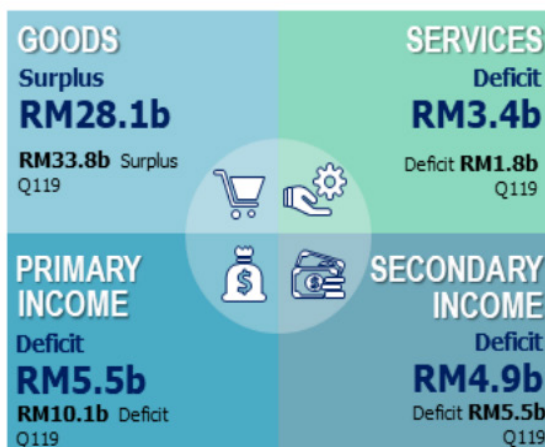 GOODS
Surplus
RM28.1b
RM33.8b Surplus
Q119
SERVICES
Deficit
RM3.4b
Deficit RM1.8b
Q119
$
$
PRIMARY
INCOME
Deficit
RM5.5b
RM10.1b Deficit
Q119
SECONDARY
INCOME
Deficit
RM4.9b
Deficit RM5.5b
Q119